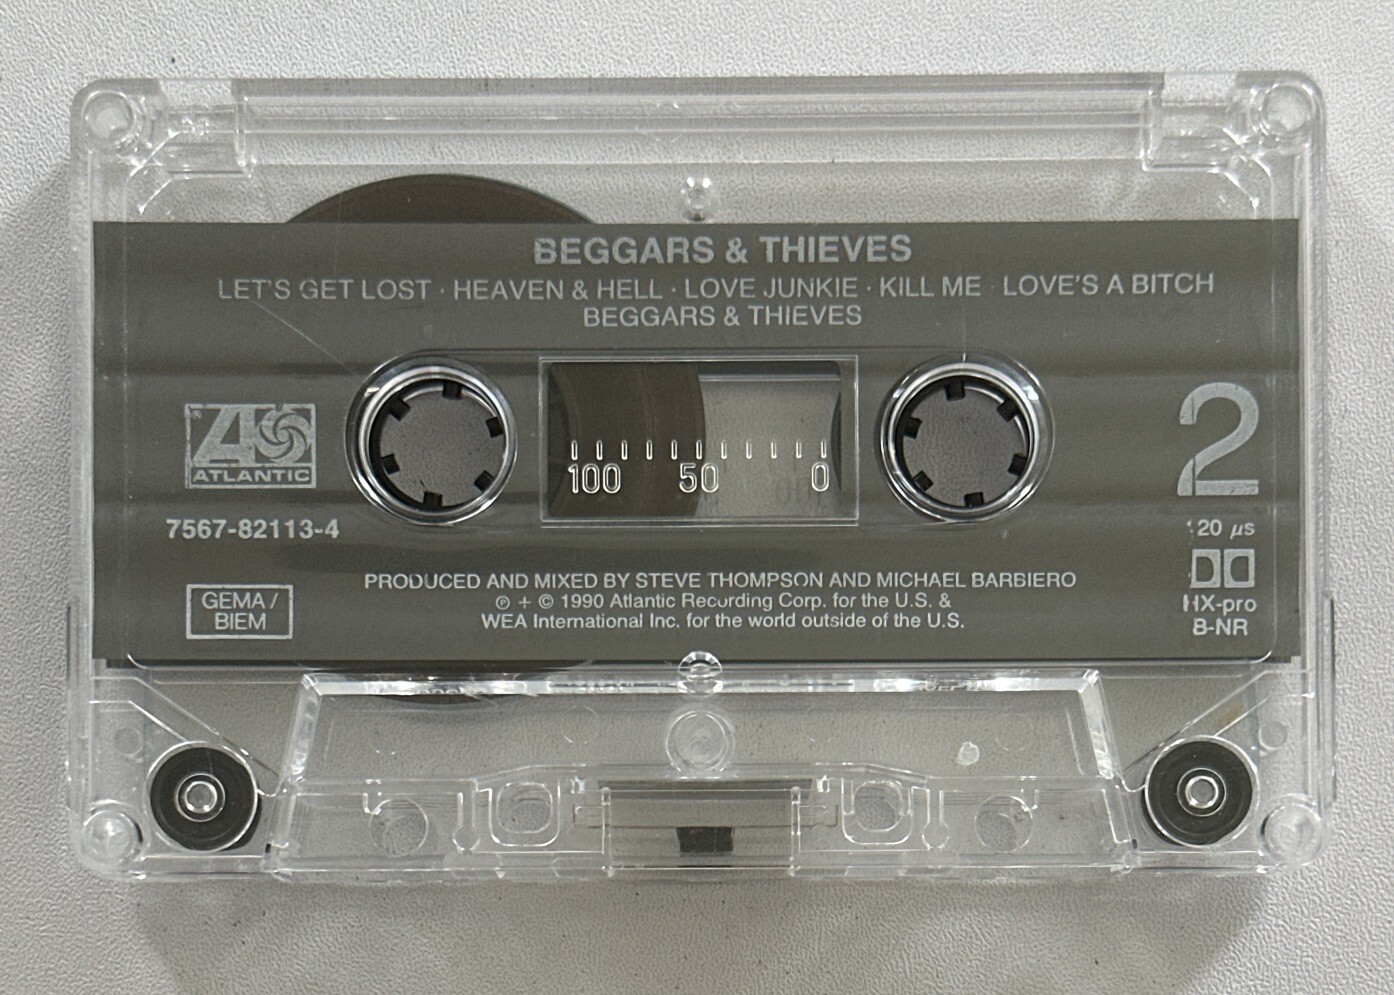 BEGGARS & THIEVES
LET'S GET LOST · HEAVEN & HELL · LOVE JUNKIE · KILL ME · LOVE'S A BITCH
BEGGARS & THIEVES
ATLANTIC
2
100 50 0
7567-82113-4
120 µs
GEMA /
BIEM
PRODUCED AND MIXED BY STEVE THOMPSON AND MICHAEL BARBIERO
℗ + © 1990 Atlantic Recording Corp. for the U.S. &
WEA International Inc. for the world outside of the U.S.
HX-pro
B-NR